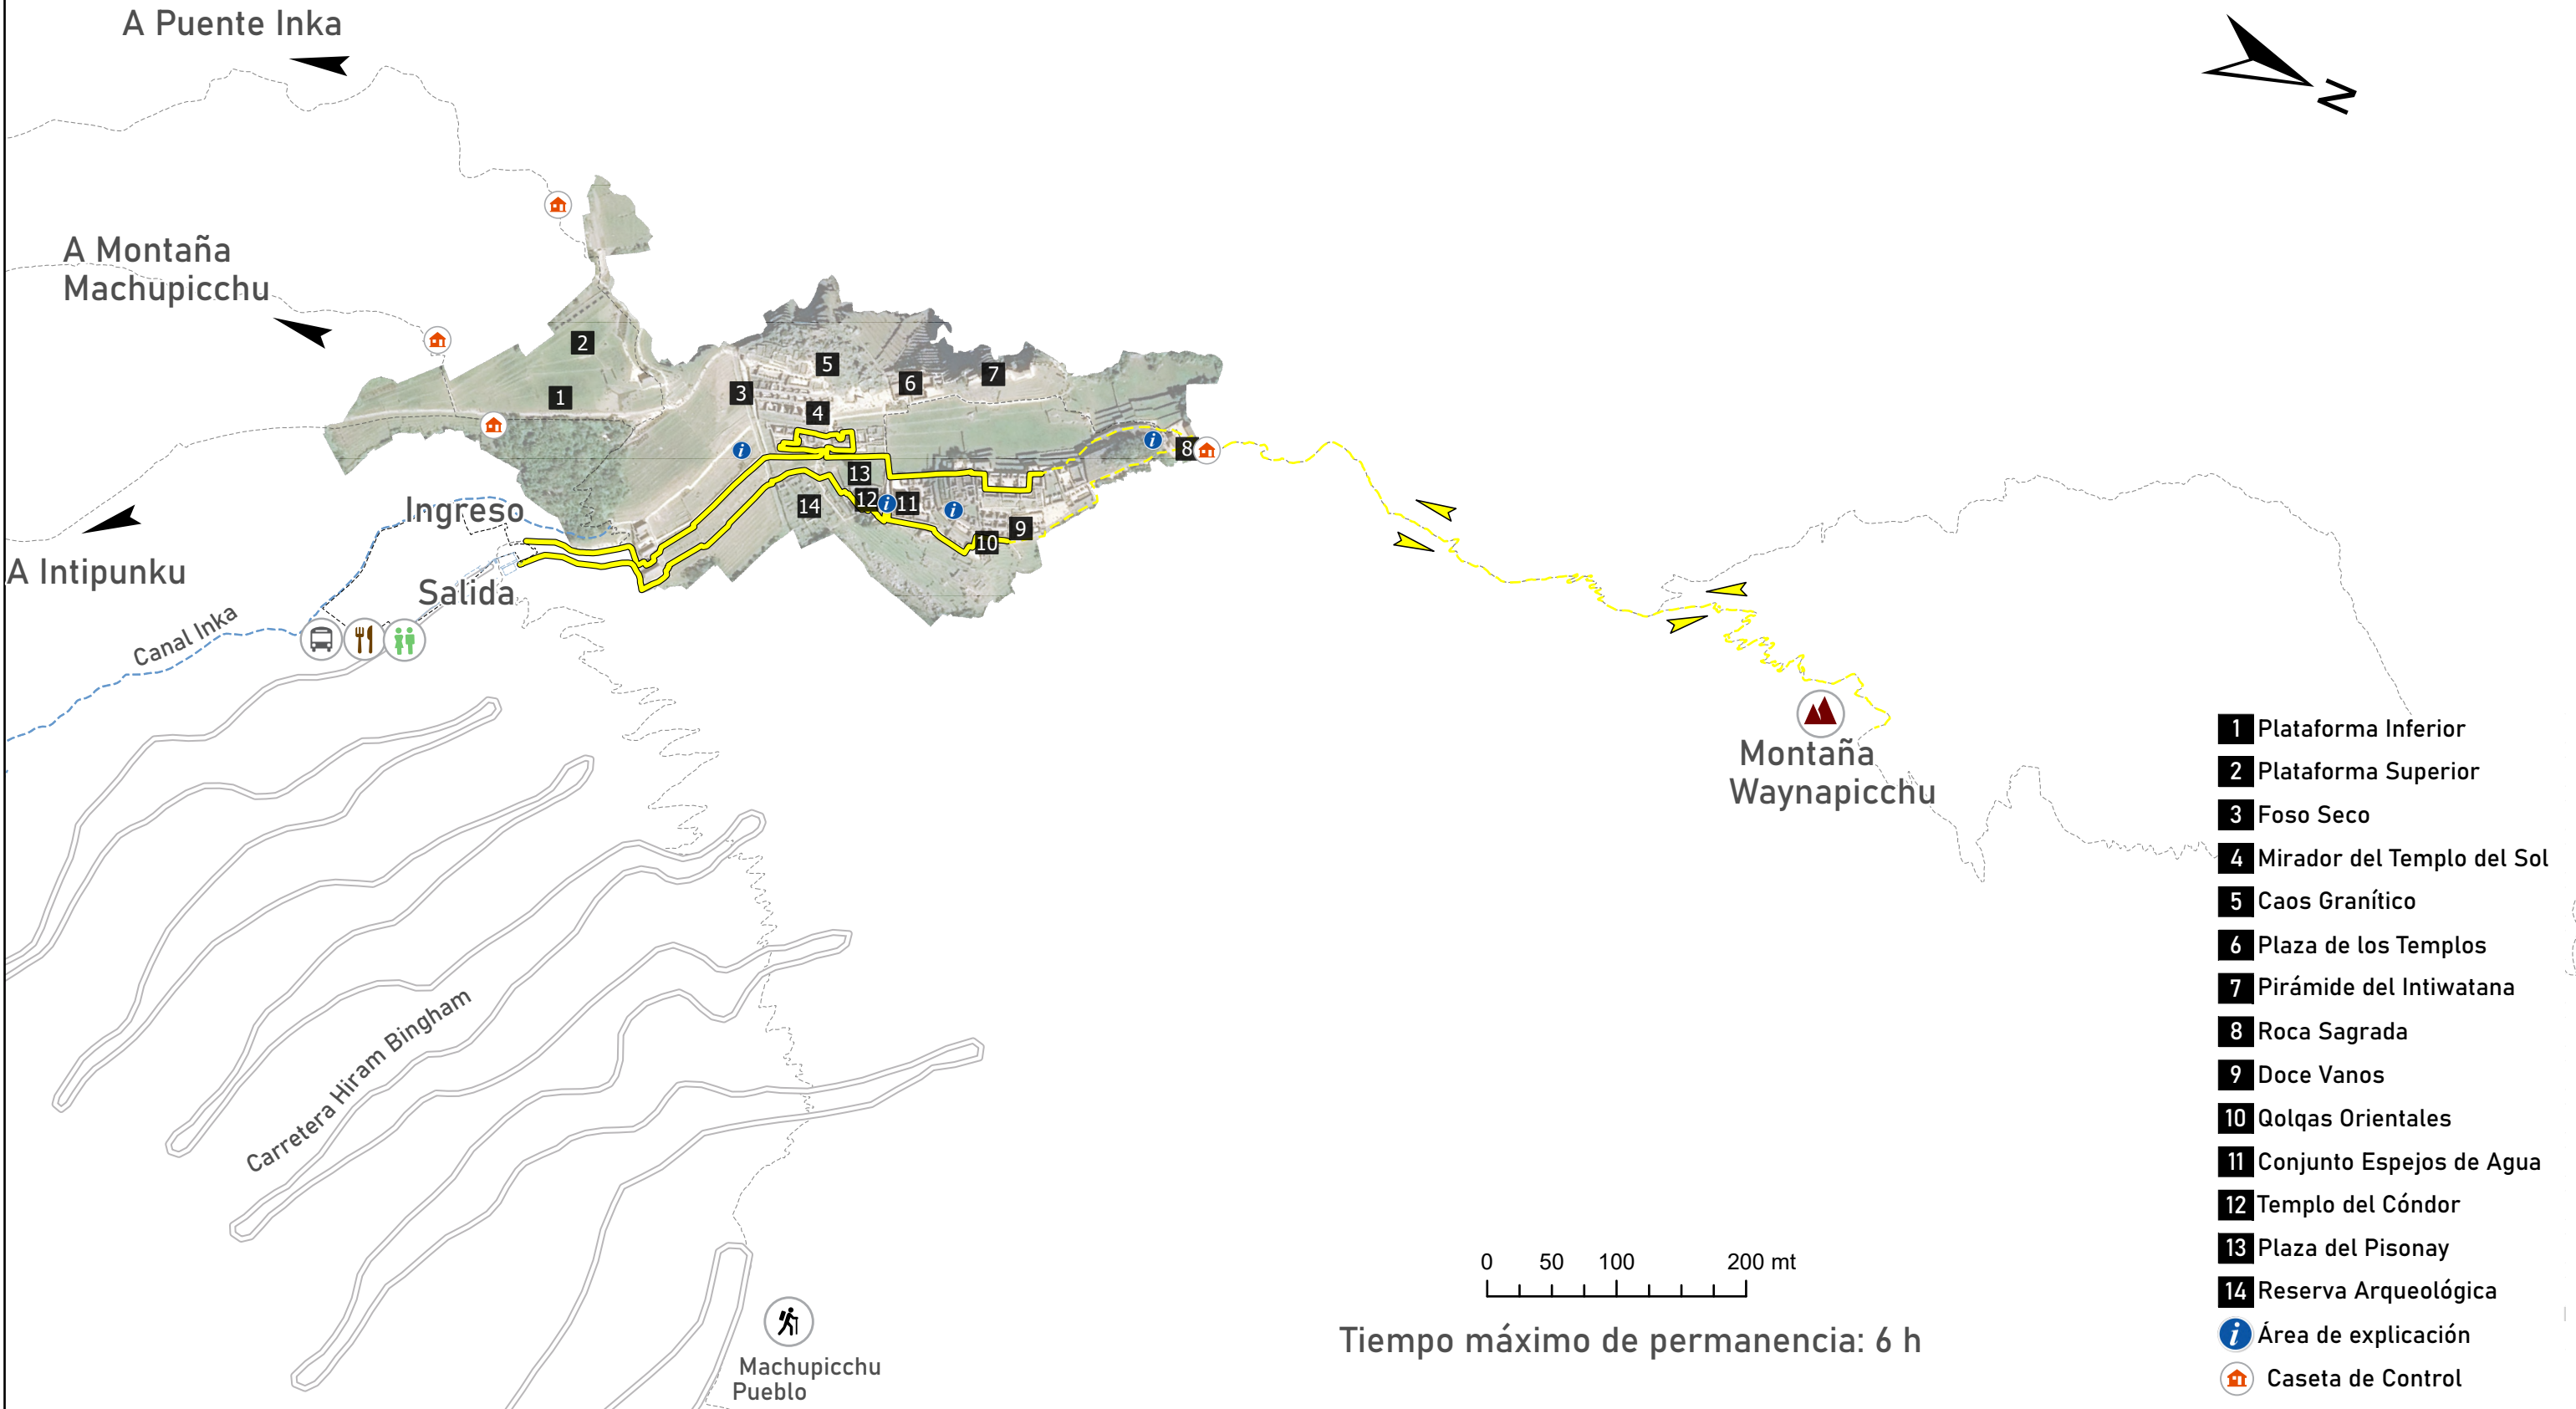 A Puente Inka
N
A Montaña
Machupicchu
2
5
7
6
1
3
4
8
13
12
11
14
9
10
Ingreso
A Intipunku
Salida
Canal Inka
Montaña
Waynapicchu
Carretera Hiram Bingham
Machupicchu
Pueblo
0 50 100 200 mt
Tiempo máximo de permanencia: 6 h
1 Plataforma Inferior
2 Plataforma Superior
3 Foso Seco
4 Mirador del Templo del Sol
5 Caos Granítico
6 Plaza de los Templos
7 Pirámide del Intiwatana
8 Roca Sagrada
9 Doce Vanos
10 Qolqas Orientales
11 Conjunto Espejos de Agua
12 Templo del Cóndor
13 Plaza del Pisonay
14 Reserva Arqueológica
i Área de explicación
Caseta de Control